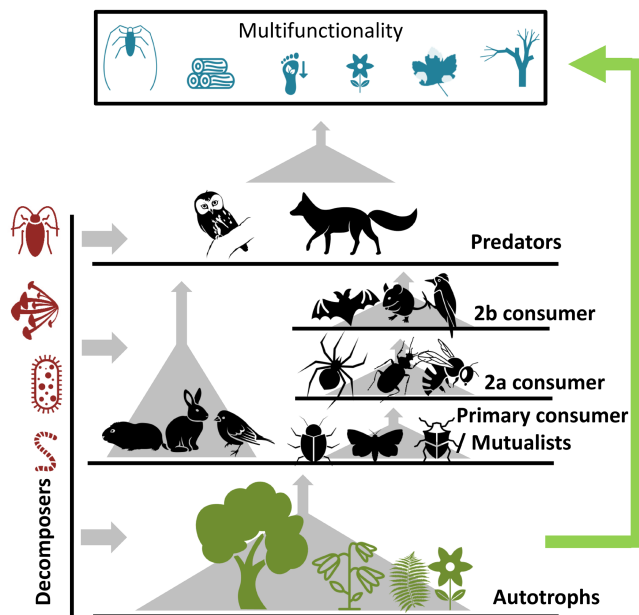 Multifunctionality
Predators
2b consumer
2a consumer
Primary consumer
/ Mutualists
Autotrophs
Decomposers